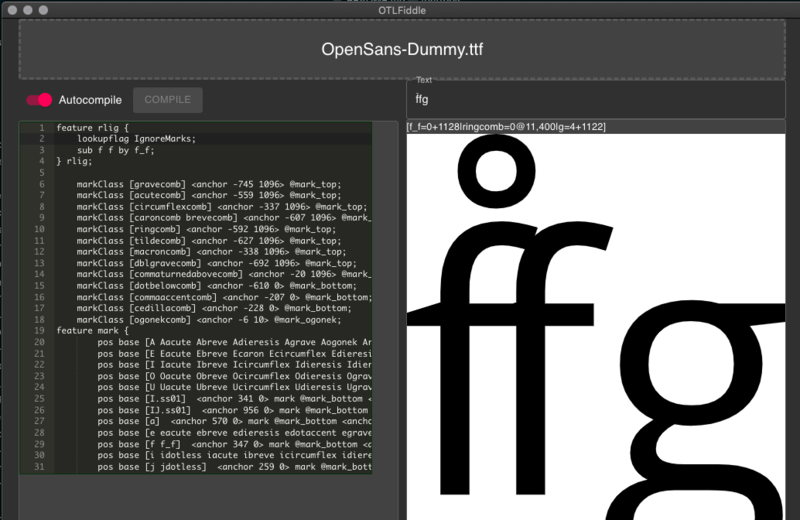 OTLFiddle
OpenSans-Dummy.ttf
Autocompile
COMPILE
Text
f̊fg
[f_f=0+1128|ringcomb=0@11,400|g=4+1122]
1 feature rlig {
2 lookupflag IgnoreMarks;
3 sub f f by f_f;
4 } rlig;
5
6 markClass [gravecomb] <anchor -745 1096> @mark_top;
7 markClass [acutecomb] <anchor -559 1096> @mark_top;
8 markClass [circumflexcomb] <anchor -337 1096> @mark_top;
9 markClass [caroncomb brevecomb] <anchor -607 1096> @mark_
10 markClass [ringcomb] <anchor -592 1096> @mark_top;
11 markClass [tildecomb] <anchor -627 1096> @mark_top;
12 markClass [macroncomb] <anchor -338 1096> @mark_top;
13 markClass [dblgravecomb] <anchor -692 1096> @mark_top;
14 markClass [commaturnedabovecomb] <anchor -20 1096> @mark_
15 markClass [dotbelowcomb] <anchor -610 0> @mark_bottom;
16 markClass [commaaccentcomb] <anchor -207 0> @mark_bottom;
17 markClass [cedillacomb] <anchor -228 0> @mark_bottom;
18 markClass [ogonekcomb] <anchor -6 10> @mark_ogonek;
19 feature mark {
20 pos base [A Aacute Abreve Adieresis Agrave Aogonek Ar
21 pos base [E Eacute Ebreve Ecaron Ecircumflex Edieresi
22 pos base [I Iacute Ibreve Icircumflex Idieresis Idier
23 pos base [O Oacute Obreve Ocircumflex Odieresis Ograv
24 pos base [U Uacute Ubreve Ucircumflex Udieresis Ugrav
25 pos base [I.ss01] <anchor 341 0> mark @mark_bottom <
26 pos base [IJ.ss01] <anchor 956 0> mark @mark_bottom
27 pos base [a] <anchor 570 0> mark @mark_bottom <ancho
28 pos base [e eacute ebreve edieresis edotaccent egrave
29 pos base [f f_f] <anchor 347 0> mark @mark_bottom <a
30 pos base [i idotless iacute ibreve icircumflex idiere
31 pos base [j jdotless] <anchor 259 0> mark @mark_bott
f̊fg